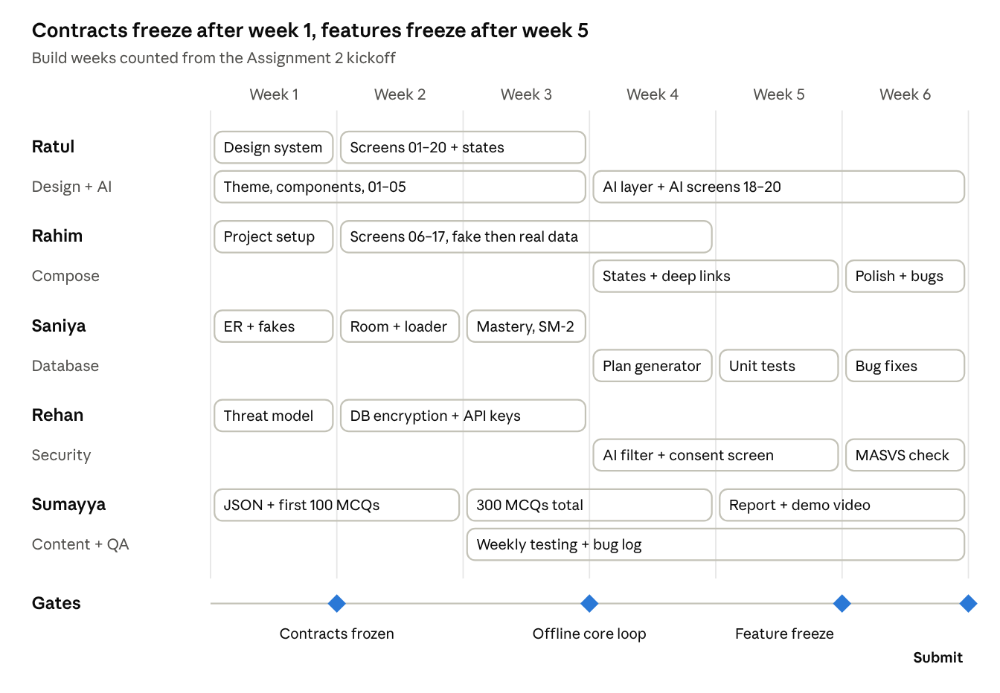 Contracts freeze after week 1, features freeze after week 5
Build weeks counted from the Assignment 2 kickoff
Week 1 Week 2 Week 3 Week 4 Week 5 Week 6
Ratul Design system Screens 01–20 + states
Design + AI Theme, components, 01–05 AI layer + AI screens 18–20
Rahim Project setup Screens 06–17, fake then real data
Compose States + deep links Polish + bugs
Saniya ER + fakes Room + loader Mastery, SM-2
Database Plan generator Unit tests Bug fixes
Rehan Threat model DB encryption + API keys
Security AI filter + consent screen MASVS check
Sumayya JSON + first 100 MCQs 300 MCQs total Report + demo video
Content + QA Weekly testing + bug log
Gates
Contracts frozen Offline core loop Feature freeze
Submit